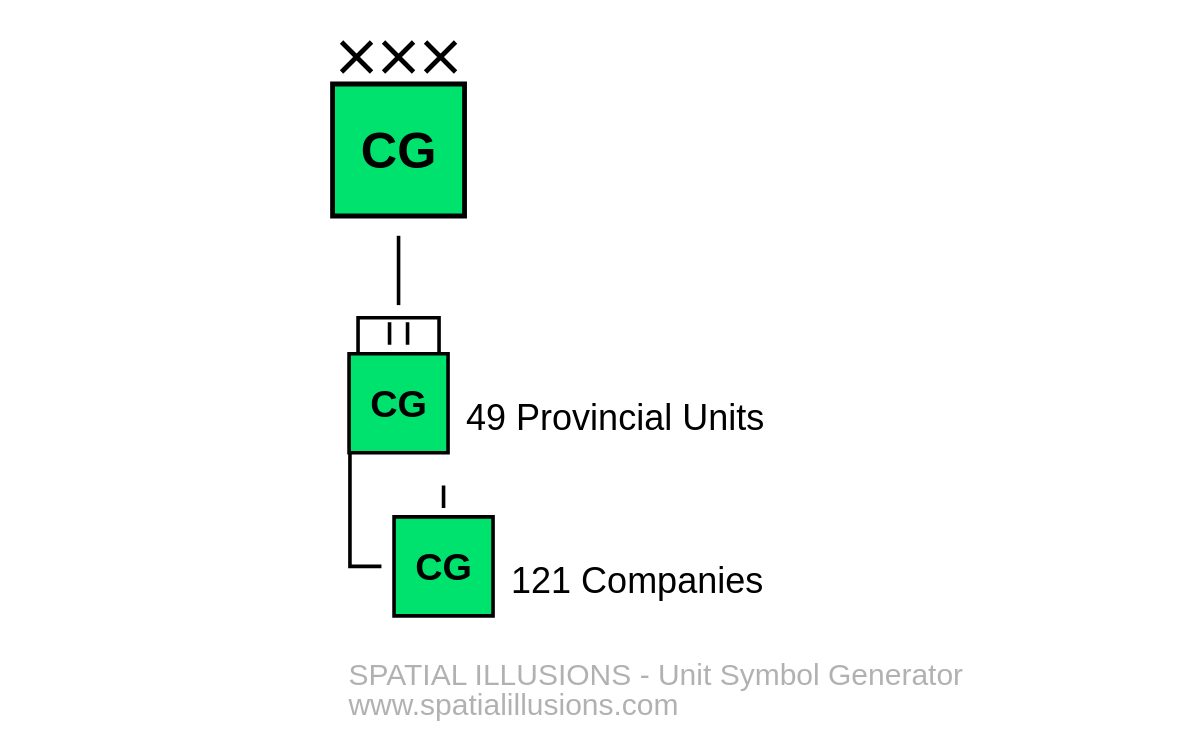 CG
CG
49 Provincial Units
CG
121 Companies
SPATIAL ILLUSIONS - Unit Symbol Generator
www.spatialillusions.com